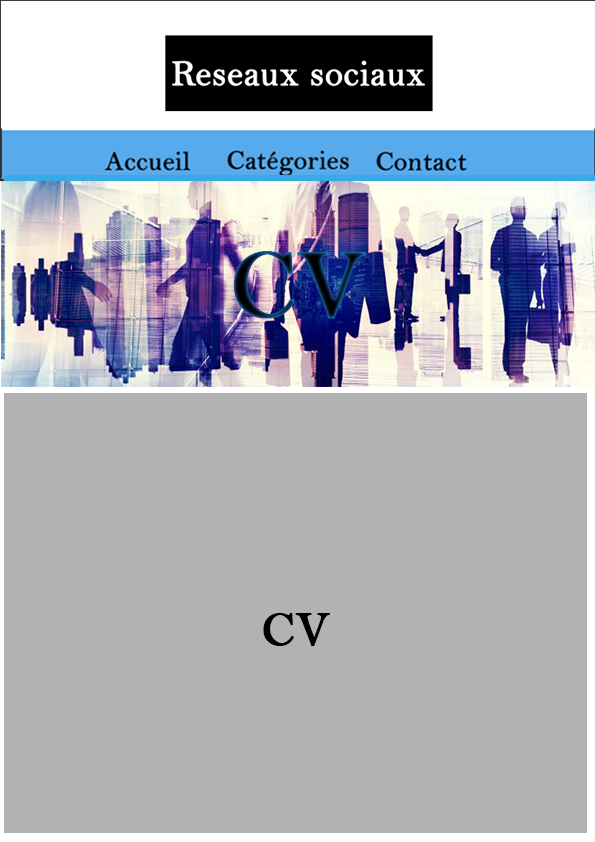 Reseaux sociaux
Accueil Catégories Contact
CV
CV